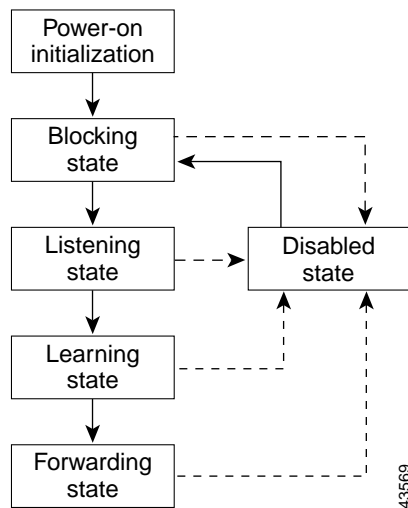 Power-on
initialization
Blocking
state
Listening
state
Disabled
state
Learning
state
Forwarding
state
43569